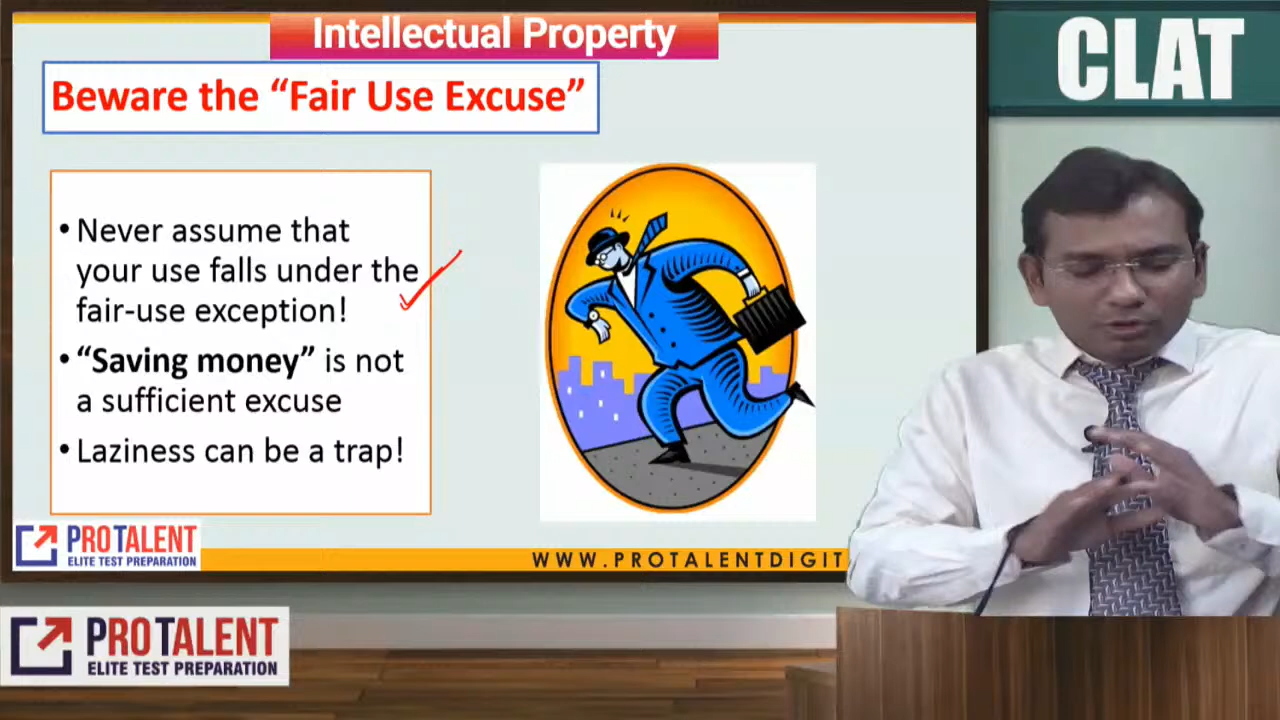 Intellectual Property
CLAT
Beware the “Fair Use Excuse”
• Never assume that
your use falls under the
fair-use exception!
• “Saving money” is not
a sufficient excuse
• Laziness can be a trap!
PROTALENT
ELITE TEST PREPARATION
WWW.PROTALENTDIGIT
PROTALENT
ELITE TEST PREPARATION